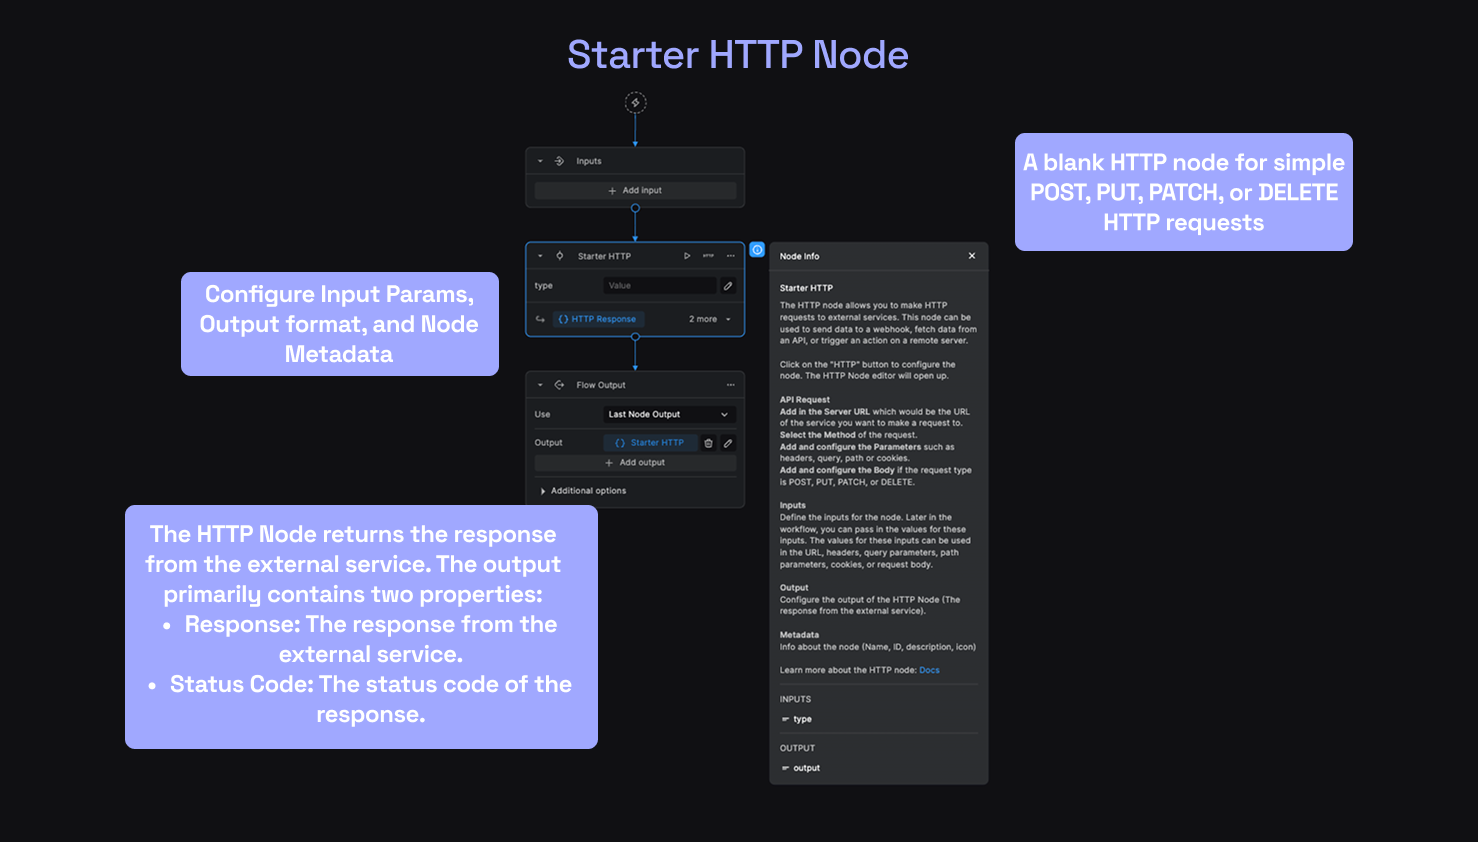 Starter HTTP Node
Inputs
+ Add input
A blank HTTP node for simple
POST, PUT, PATCH, or DELETE
HTTP requests
Starter HTTP
HTTP
type
Value
{} HTTP Response
2 more
Configure Input Params,
Output format, and Node
Metadata
Flow Output
Use
Last Node Output
Output
{} Starter HTTP
+ Add output
Additional options
The HTTP Node returns the response
from the external service. The output
primarily contains two properties:
• Response: The response from the
external service.
• Status Code: The status code of the
response.
Node Info
Starter HTTP
The HTTP node allows you to make HTTP
requests to external services. This node can be
used to send data to a webhook, fetch data from
an API, or trigger an action on a remote server.
Click on the "HTTP" button to configure the
node. The HTTP Node editor will open up.
API Request
Add in the Server URL which would be the URL
of the service you want to make a request to.
Select the Method of the request.
Add and configure the Parameters such as
headers, query, path or cookies.
Add and configure the Body if the request type
is POST, PUT, PATCH, or DELETE.
Inputs
Define the inputs for the node. Later in the
workflow, you can pass in the values for these
inputs. The values for these inputs can be used
in the URL, headers, query parameters, path
parameters, cookies, or request body.
Output
Configure the output of the HTTP Node (The
response from the external service).
Metadata
Info about the node (Name, ID, description, icon)
Learn more about the HTTP node: Docs
INPUTS
type
OUTPUT
output